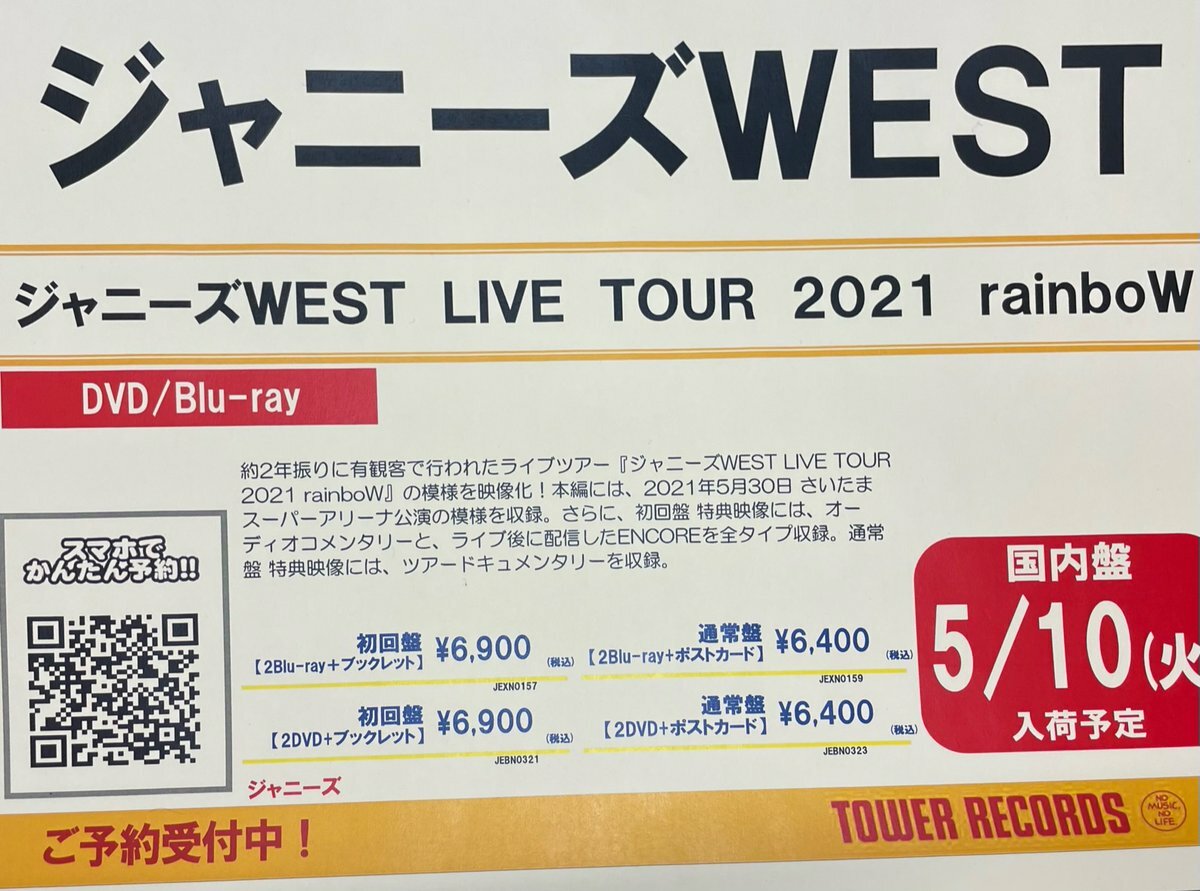 ジャニーズWEST
ジャニーズWEST LIVE TOUR 2021 rainboW
DVD/Blu-ray
約2年振りに有観客で行われたライブツアー『ジャニーズWEST LIVE TOUR
2021 rainboW』の模様を映像化！本編には、2021年5月30日 さいたま
スーパーアリーナ公演の模様を収録。さらに、初回盤 特典映像には、オー
ディオコメンタリーと、ライブ後に配信したENCOREを全タイプ収録。通常
盤 特典映像には、ツアードキュメンタリーを収録。
スマホで
かんたん予約!!
初回盤
【2Blu-ray+ブックレット】
¥6,900
(税込)
JEXN0157
通常盤
【2Blu-ray+ポストカード】
¥6,400
(税込)
JEXN0159
初回盤
【2DVD+ブックレット】
¥6,900
(税込)
JEBN0321
通常盤
【2DVD+ポストカード】
¥6,400
(税込)
JEBN0323
国内盤
5/10(火
入荷予定
ジャニーズ
ご予約受付中！
TOWER RECORDS
NO
MUSIC,
NO
LIFE.